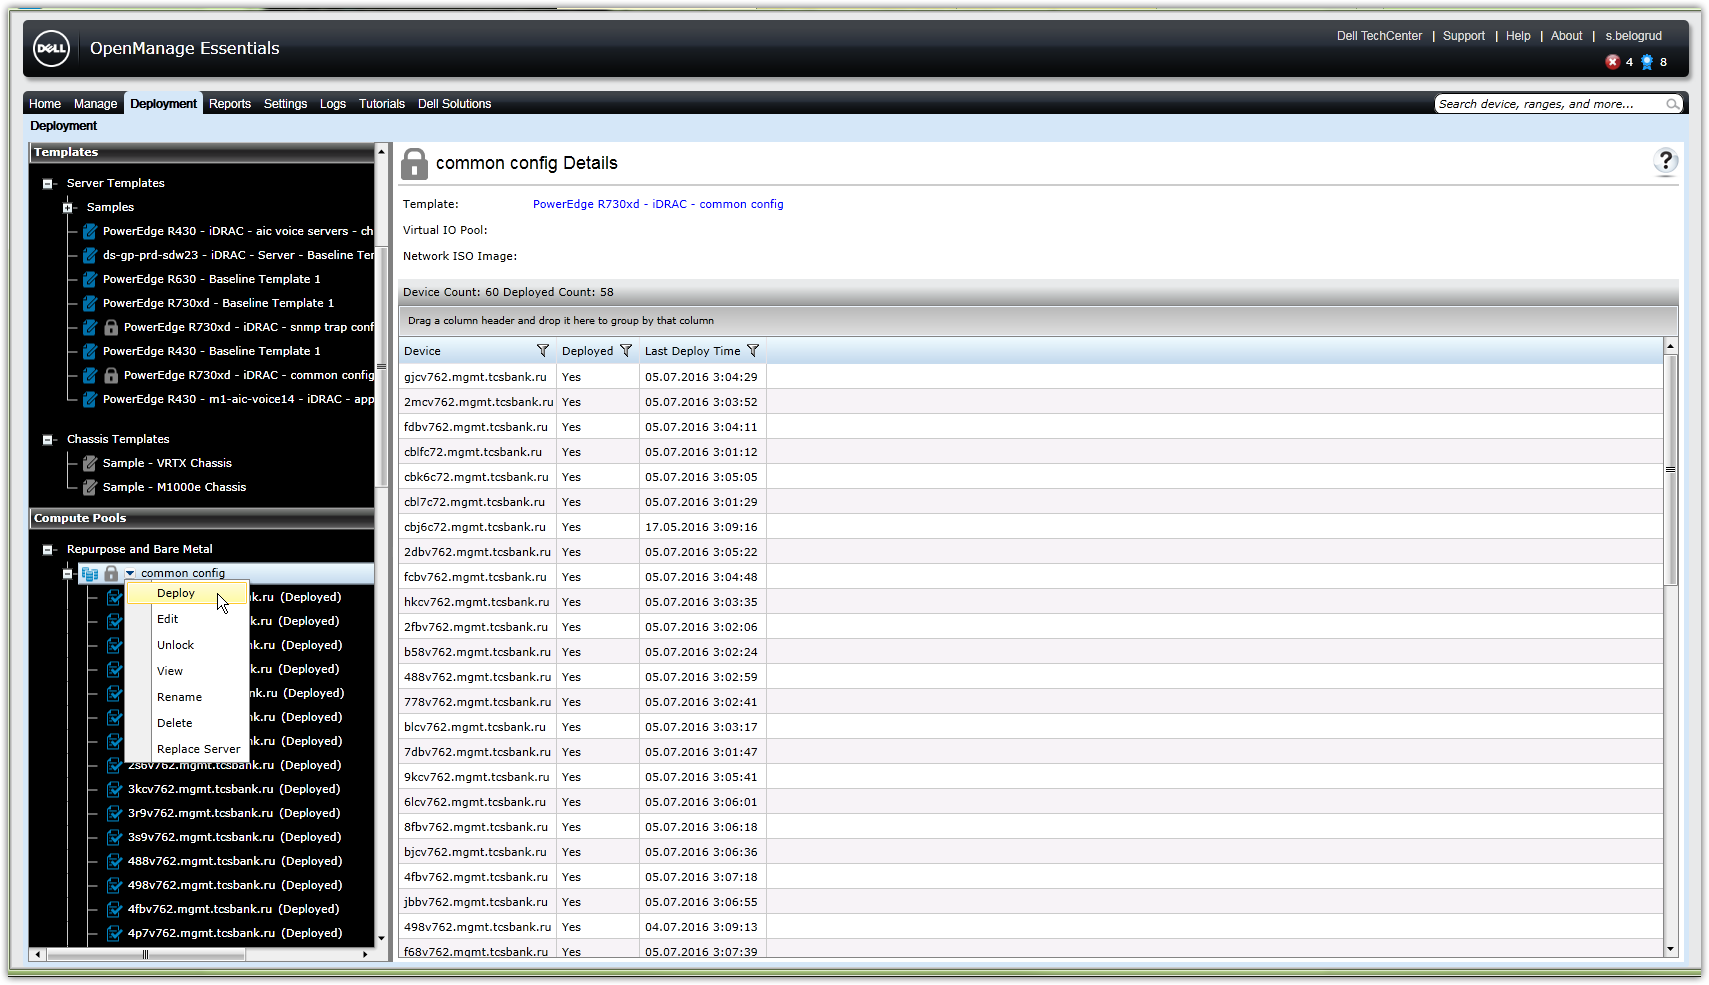 DELL
OpenManage Essentials
Dell TechCenter | Support | Help | About | s.belogrud
4 8
Home Manage Deployment Reports Settings Logs Tutorials Dell Solutions
Search device, ranges, and more...
Deployment
Templates
Server Templates
Samples
PowerEdge R430 - iDRAC - aic voice servers - ch
ds-gp-prd-sdw23 - iDRAC - Server - Baseline Ter
PowerEdge R630 - Baseline Template 1
PowerEdge R730xd - Baseline Template 1
PowerEdge R730xd - iDRAC - snmp trap conf
PowerEdge R430 - Baseline Template 1
PowerEdge R730xd - iDRAC - common config
PowerEdge R430 - m1-aic-voice14 - iDRAC - app
Chassis Templates
Sample - VRTX Chassis
Sample - M1000e Chassis
Compute Pools
Repurpose and Bare Metal
common config
Deploy
Edit
Unlock
View
Rename
Delete
Replace Server
k.ru (Deployed)
k.ru (Deployed)
k.ru (Deployed)
k.ru (Deployed)
nk.ru (Deployed)
k.ru (Deployed)
k.ru (Deployed)
2s6v762.mgmt.tcsbank.ru (Deployed)
3kcv762.mgmt.tcsbank.ru (Deployed)
3r9v762.mgmt.tcsbank.ru (Deployed)
3s9v762.mgmt.tcsbank.ru (Deployed)
488v762.mgmt.tcsbank.ru (Deployed)
498v762.mgmt.tcsbank.ru (Deployed)
4fbv762.mgmt.tcsbank.ru (Deployed)
4p7v762.mgmt.tcsbank.ru (Deployed)
common config Details
?
Template: PowerEdge R730xd - iDRAC - common config
Virtual IO Pool:
Network ISO Image:
Device Count: 60 Deployed Count: 58
Drag a column header and drop it here to group by that column
Device Deployed Last Deploy Time
gjcv762.mgmt.tcsbank.ru Yes 05.07.2016 3:04:29
2mcv762.mgmt.tcsbank.ru Yes 05.07.2016 3:03:52
fdbv762.mgmt.tcsbank.ru Yes 05.07.2016 3:04:11
cblfc72.mgmt.tcsbank.ru Yes 05.07.2016 3:01:12
cbk6c72.mgmt.tcsbank.ru Yes 05.07.2016 3:05:05
cbl7c72.mgmt.tcsbank.ru Yes 05.07.2016 3:01:29
cbj6c72.mgmt.tcsbank.ru Yes 17.05.2016 3:09:16
2dbv762.mgmt.tcsbank.ru Yes 05.07.2016 3:05:22
fcbv762.mgmt.tcsbank.ru Yes 05.07.2016 3:04:48
hkcv762.mgmt.tcsbank.ru Yes 05.07.2016 3:03:35
2fbv762.mgmt.tcsbank.ru Yes 05.07.2016 3:02:06
b58v762.mgmt.tcsbank.ru Yes 05.07.2016 3:02:24
488v762.mgmt.tcsbank.ru Yes 05.07.2016 3:02:59
778v762.mgmt.tcsbank.ru Yes 05.07.2016 3:02:41
blcv762.mgmt.tcsbank.ru Yes 05.07.2016 3:03:17
7dbv762.mgmt.tcsbank.ru Yes 05.07.2016 3:01:47
9kcv762.mgmt.tcsbank.ru Yes 05.07.2016 3:05:41
6lcv762.mgmt.tcsbank.ru Yes 05.07.2016 3:06:01
8fbv762.mgmt.tcsbank.ru Yes 05.07.2016 3:06:18
bjcv762.mgmt.tcsbank.ru Yes 05.07.2016 3:06:36
4fbv762.mgmt.tcsbank.ru Yes 05.07.2016 3:07:18
jbbv762.mgmt.tcsbank.ru Yes 05.07.2016 3:06:55
498v762.mgmt.tcsbank.ru Yes 04.07.2016 3:09:13
f68v762.mgmt.tcsbank.ru Yes 05.07.2016 3:07:39